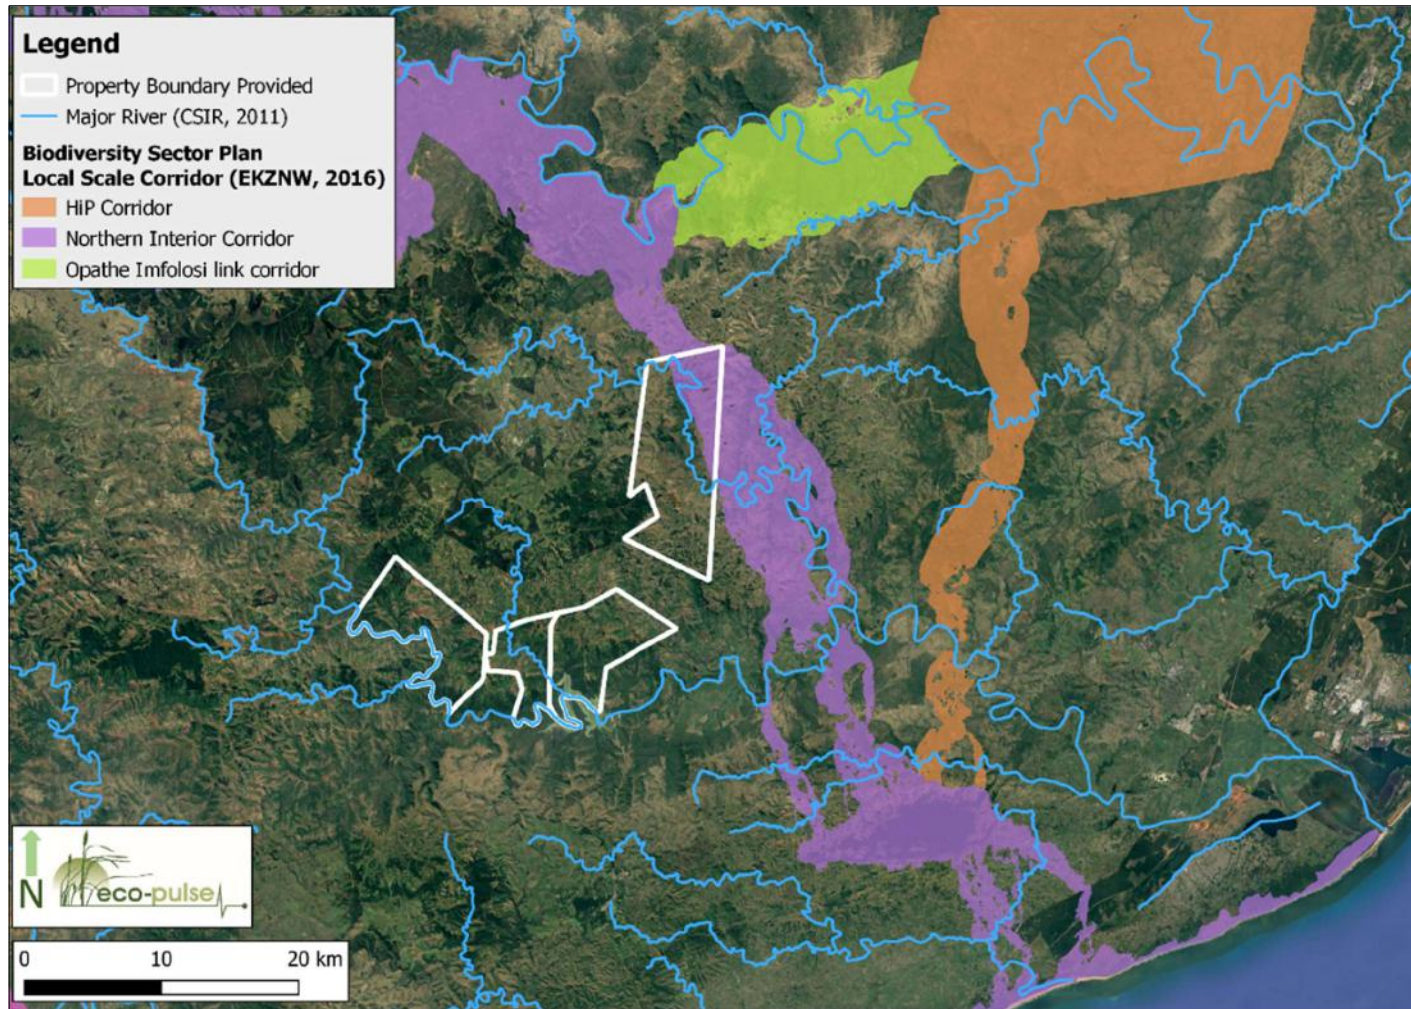 Legend
Property Boundary Provided
Major River (CSIR, 2011)
Biodiversity Sector Plan
Local Scale Corridor (EKZNW, 2016)
HiP Corridor
Northern Interior Corridor
Opathe Imfolosi link corridor
N
eco-pulse
0 10 20 km